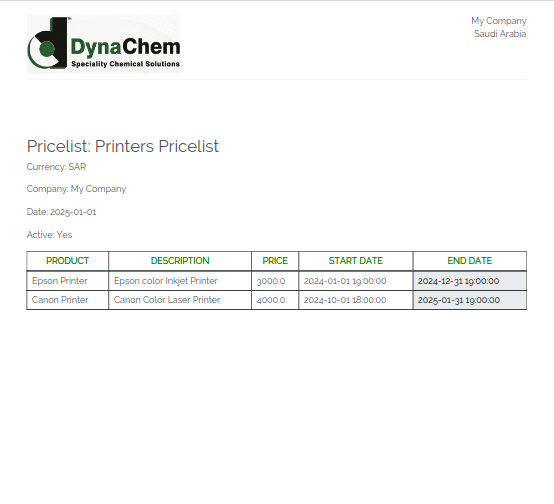 DynaChem
Speciality Chemical Solutions
My Company
Saudi Arabia
Pricelist: Printers Pricelist
Currency: SAR
Company: My Company
Date: 2025-01-01
Active: Yes
PRODUCT DESCRIPTION PRICE START DATE END DATE
Epson Printer Epson color Inkjet Printer 3000.0 2024-01-01 19:00:00 2024-12-31 19:00:00
Canon Printer Canon Color Laser Printer 4000.0 2024-10-01 18:00:00 2025-01-31 19:00:00